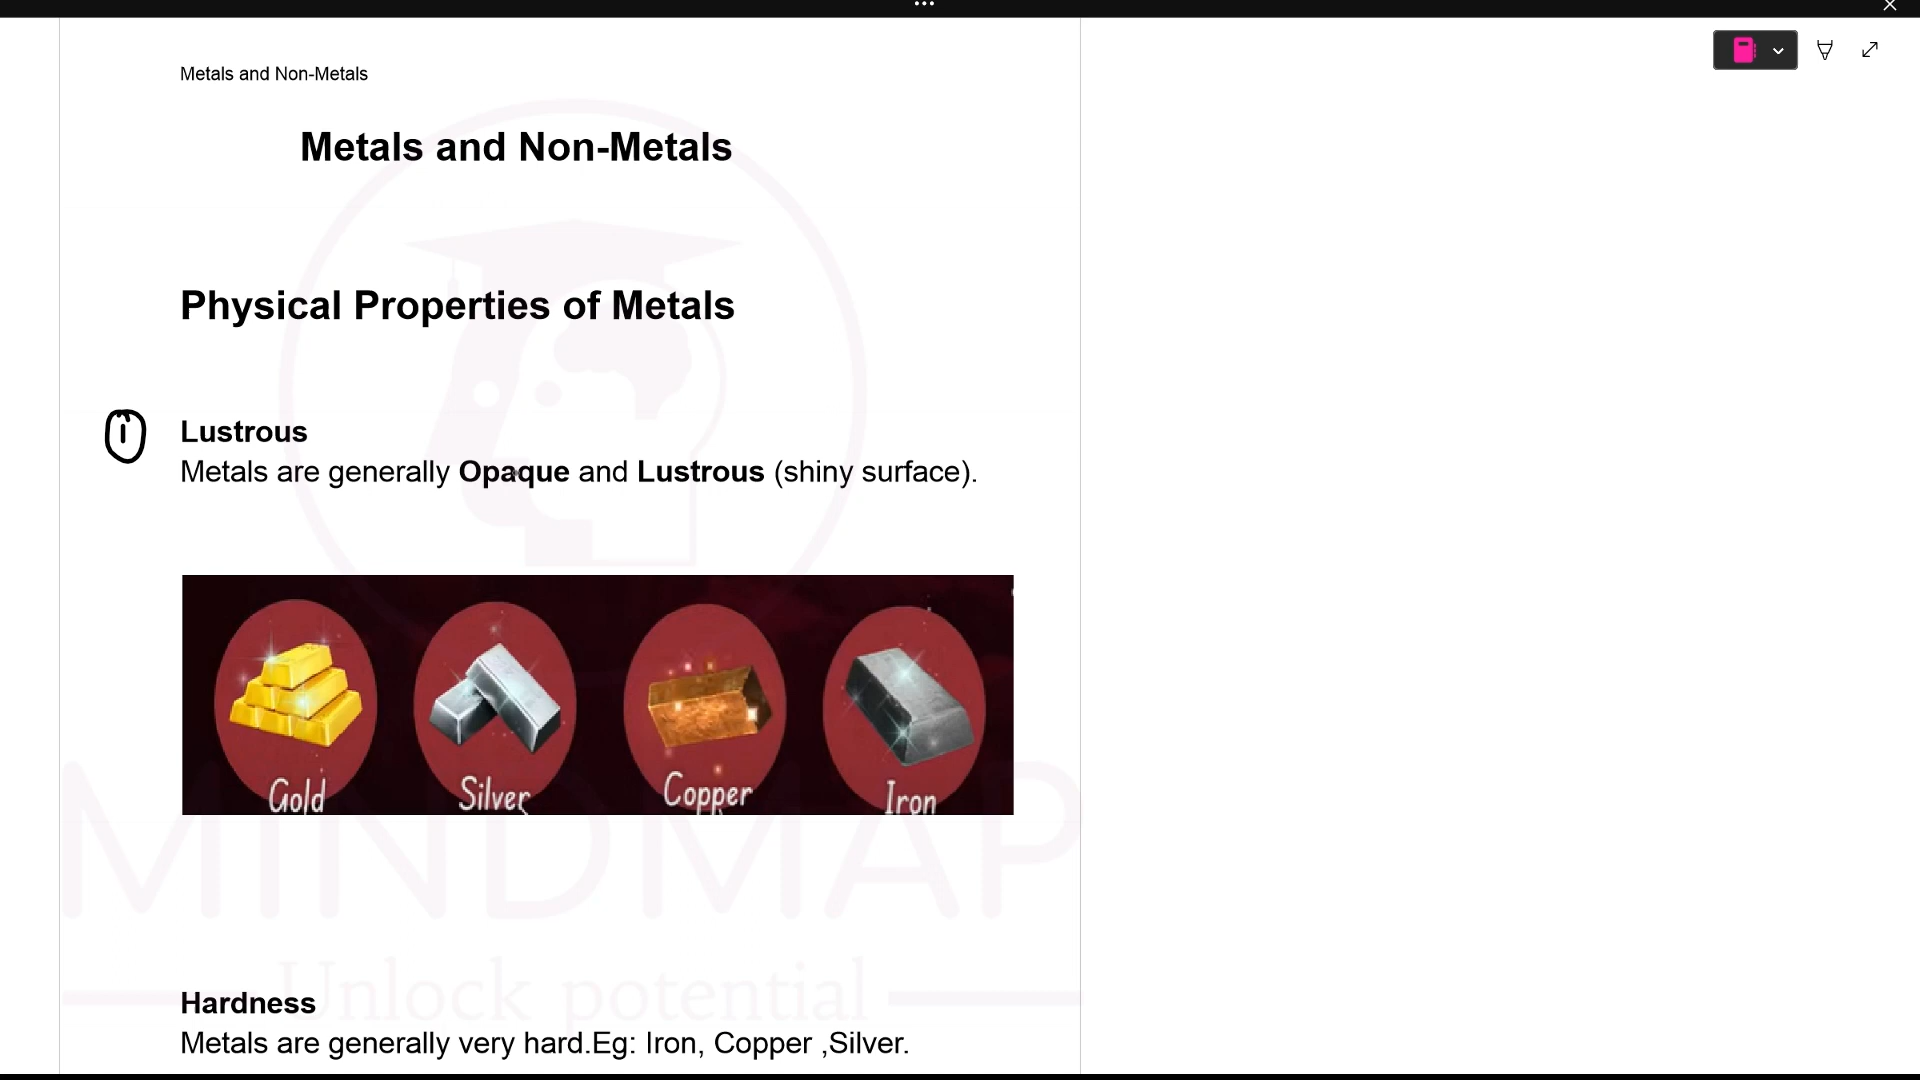 Metals and Non-Metals
Metals and Non-Metals
Physical Properties of Metals
1
Lustrous
Metals are generally Opaque and Lustrous (shiny surface).
Gold Silver Copper Iron
MINDMAP
Unlock potential
Hardness
Metals are generally very hard.Eg: Iron, Copper ,Silver.